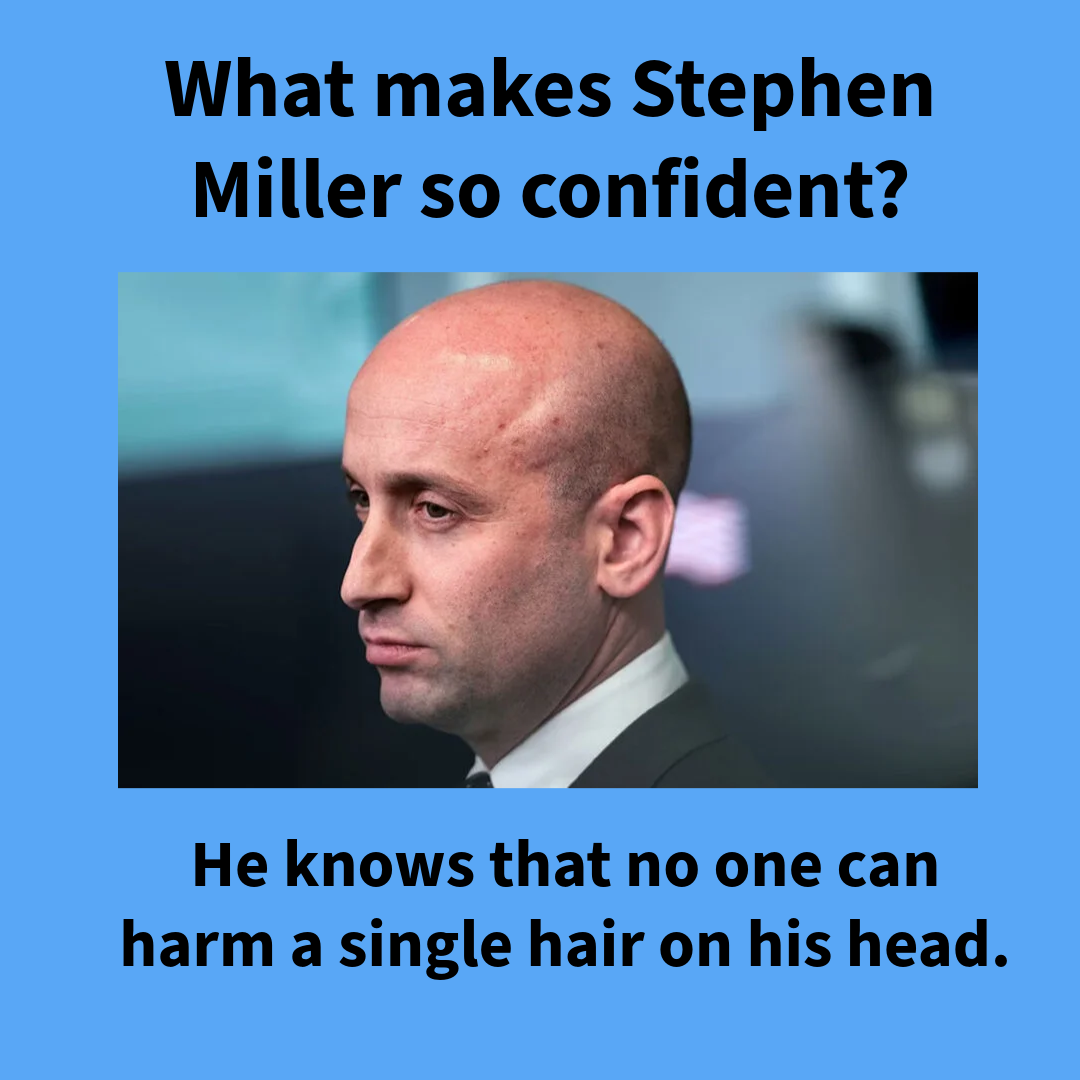 What makes Stephen
Miller so confident?
He knows that no one can
harm a single hair on his head.